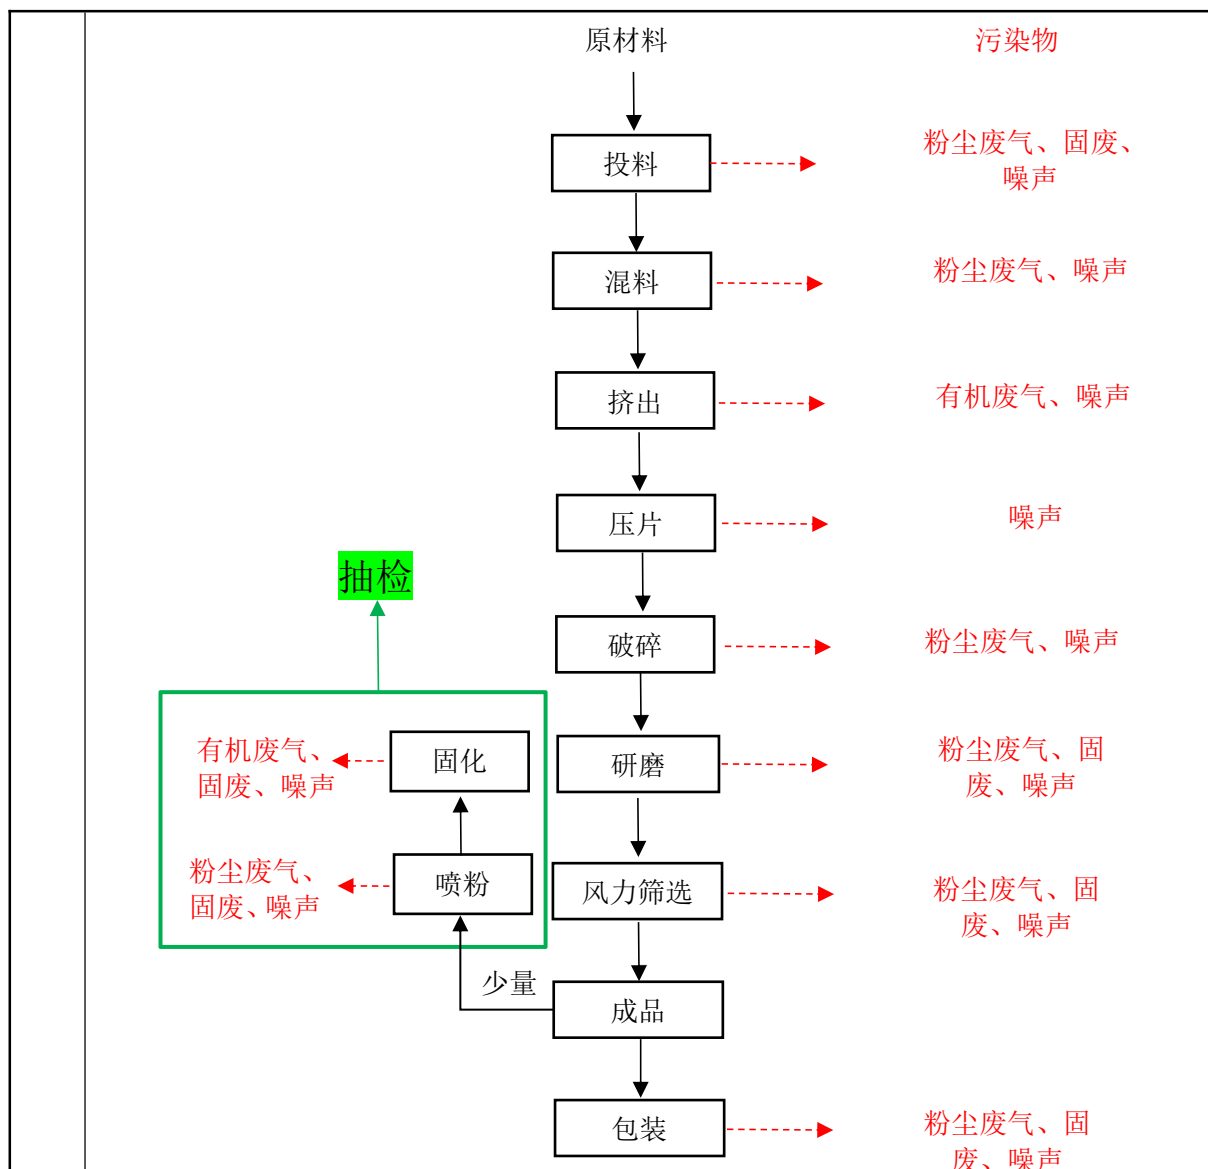 原材料
污染物
投料
粉尘废气、固废、
噪声
混料
粉尘废气、噪声
挤出
有机废气、噪声
压片
噪声
抽检
破碎
粉尘废气、噪声
有机废气、
固废、噪声
固化
研磨
粉尘废气、固
废、噪声
粉尘废气、
固废、噪声
喷粉
风力筛选
粉尘废气、固
废、噪声
少量
成品
包装
粉尘废气、固
废、噪声